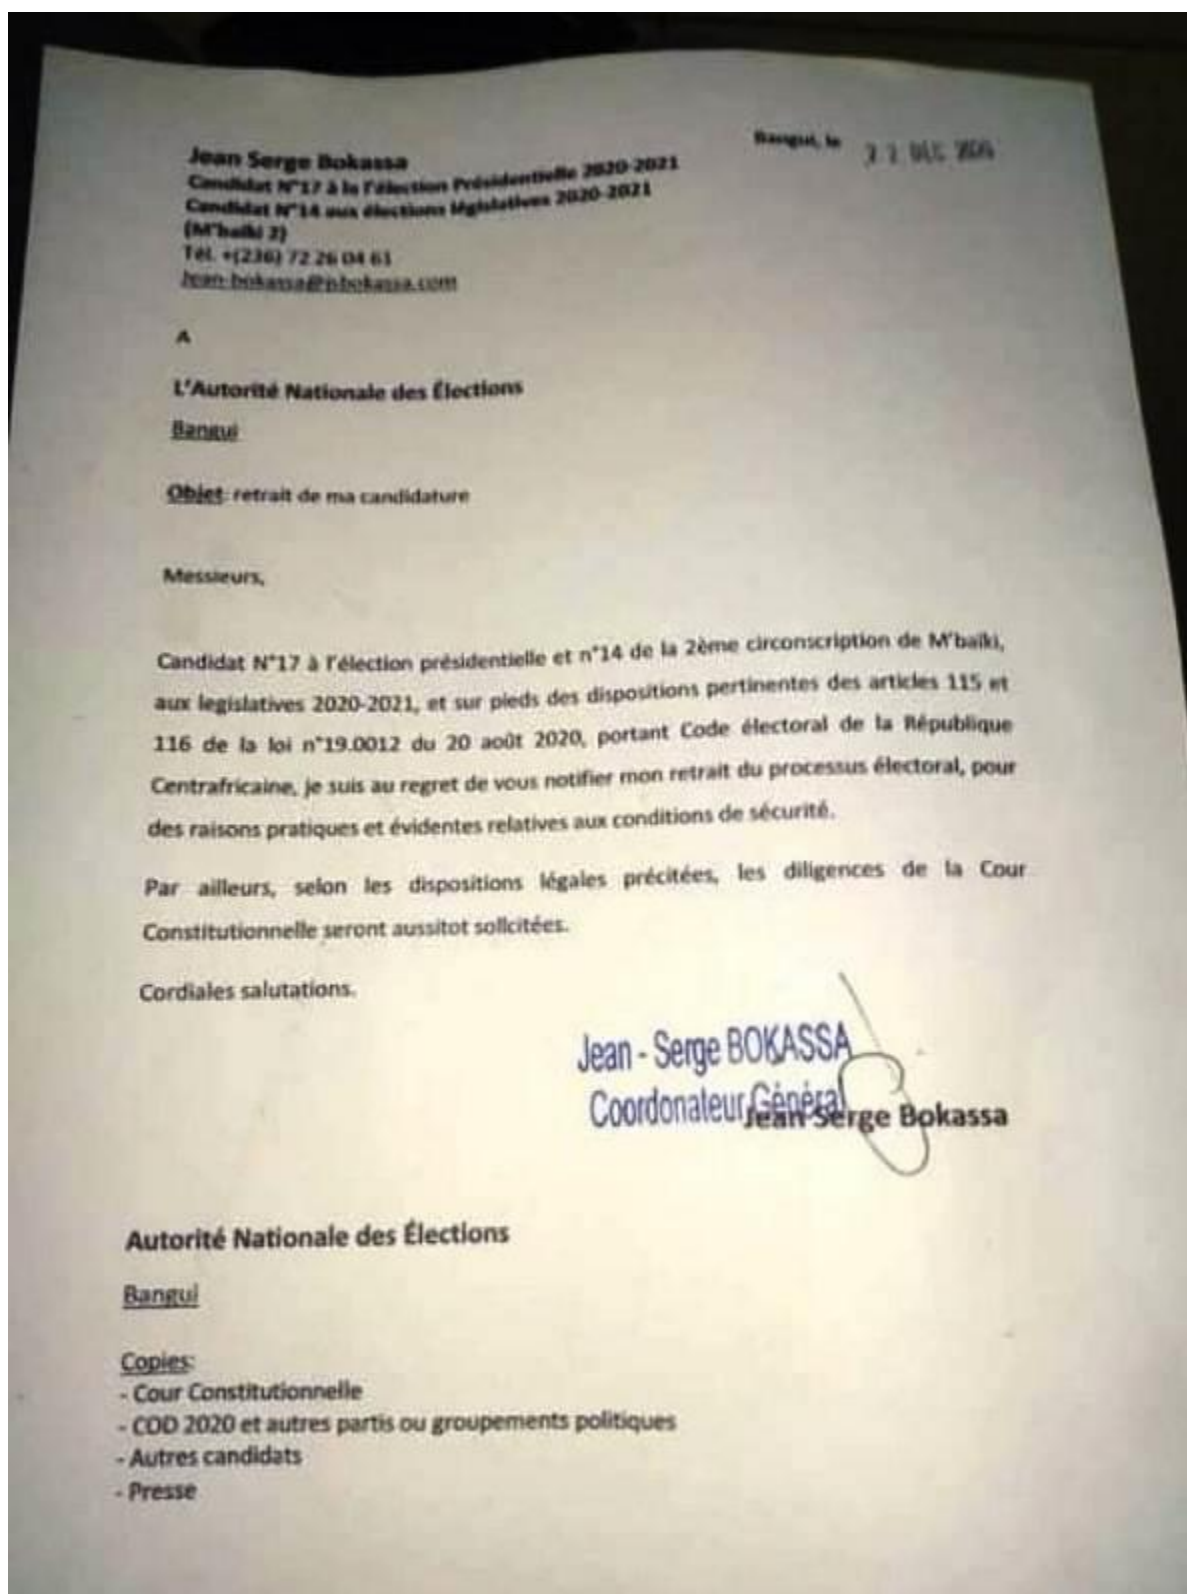 Jean Serge Bokassa
Candidat N°17 à la l'élection Présidentielle 2020-2021
Candidat N°14 aux élections législatives 2020-2021
(M'baïki 2)
Tél. +(236) 72 26 04 61
Bangui, le
DEC 2020
A
L'Autorité Nationale des Élections
Bangui
Objet: retrait de ma candidature
Messieurs,
Candidat N°17 à l'élection présidentielle et n°14 de la 2ème circonscription de M'baïki,
aux legislatives 2020-2021, et sur pieds des dispositions pertinentes des articles 115 et
116 de la loi n°19.0012 du 20 août 2020, portant Code électoral de la République
Centrafricaine, je suis au regret de vous notifier mon retrait du processus électoral, pour
des raisons pratiques et évidentes relatives aux conditions de sécurité.
Par ailleurs, selon les dispositions légales précitées, les diligences de la Cour
Constitutionnelle seront aussitot sollcitées.
Cordiales salutations.
Jean - Serge BOKASSA
Coordonateur Général
Jean Serge Bokassa
Autorité Nationale des Élections
Bangui
Copies:
- Cour Constitutionnelle
- COD 2020 et autres partis ou groupements politiques
- Autres candidats
- Presse